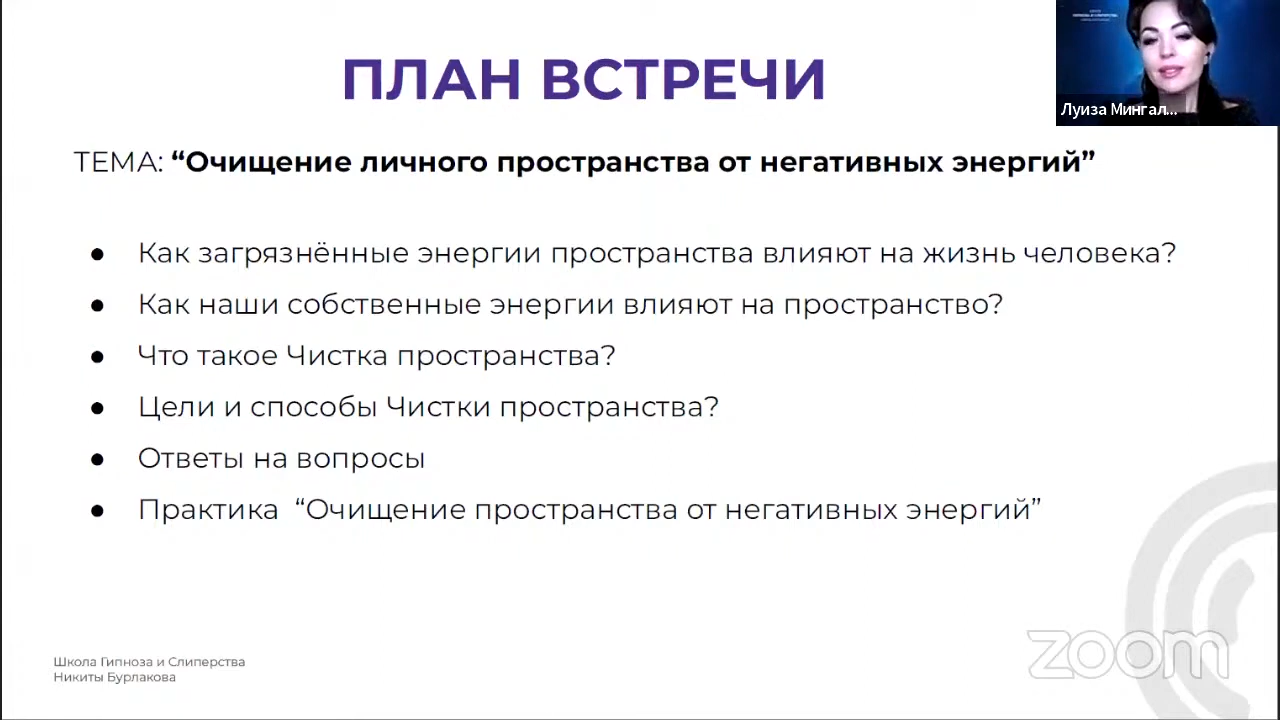 ПЛАН ВСТРЕЧИ
Луиза Мингал...
ТЕМА: “Очищение личного пространства от негативных энергий”
● Как загрязнённые энергии пространства влияют на жизнь человека?
● Как наши собственные энергии влияют на пространство?
● Что такое Чистка пространства?
● Цели и способы Чистки пространства?
● Ответы на вопросы
● Практика “Очищение пространства от негативных энергий”
Школа Гипноза и Слиперства
Никиты Бурлакова
zoom